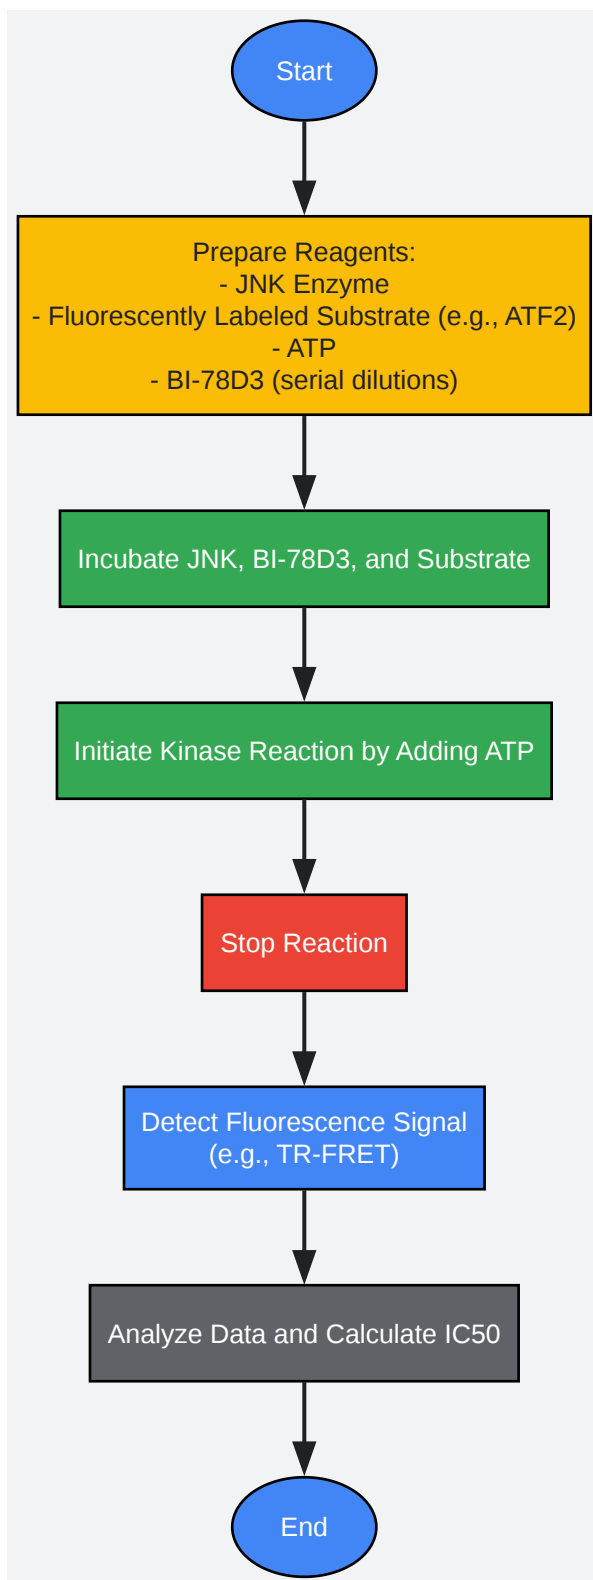 Start
Prepare Reagents:
- JNK Enzyme
- Fluorescently Labeled Substrate (e.g., ATF2)
- ATP
- BI-78D3 (serial dilutions)
Incubate JNK, BI-78D3, and Substrate
Initiate Kinase Reaction by Adding ATP
Stop Reaction
Detect Fluorescence Signal
(e.g., TR-FRET)
Analyze Data and Calculate IC50
End